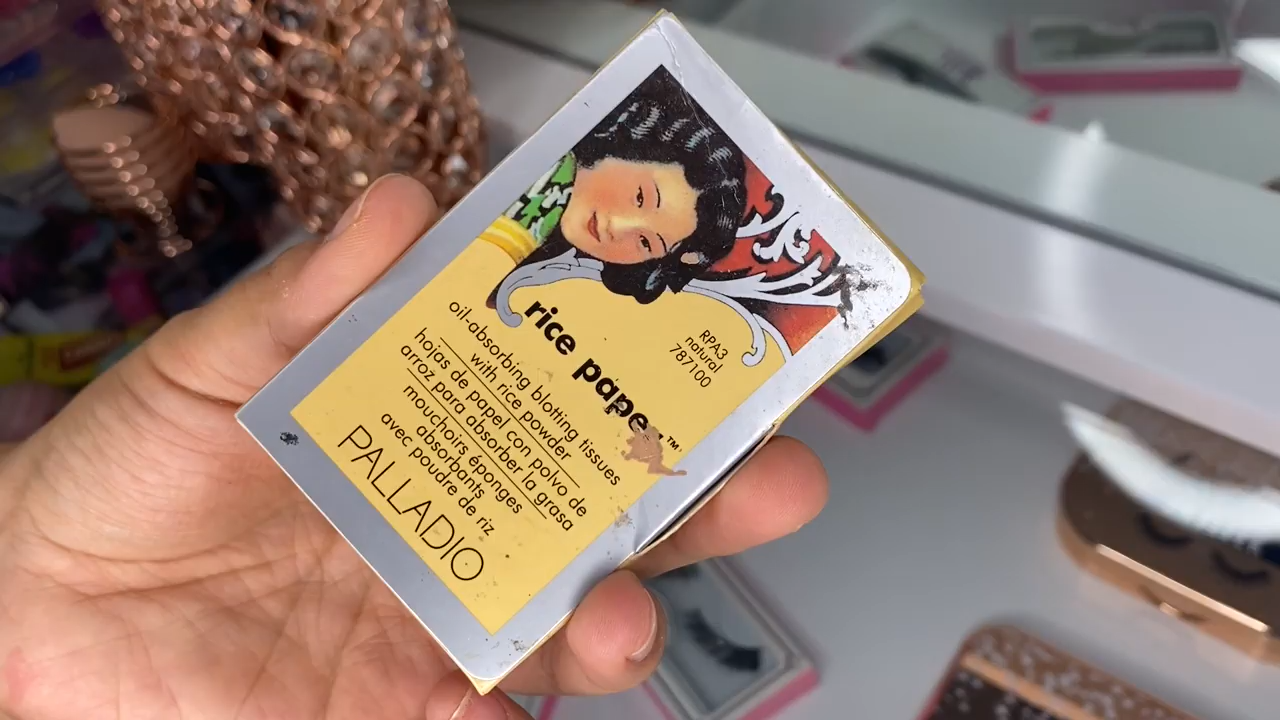 rice paper™
RPA3
natural
787100
oil-absorbing blotting tissues
with rice powder
hojas de papel con polvo de
arroz para absorber la grasa
mouchoirs éponges
absorbants
avec poudre de riz
PALLADIO